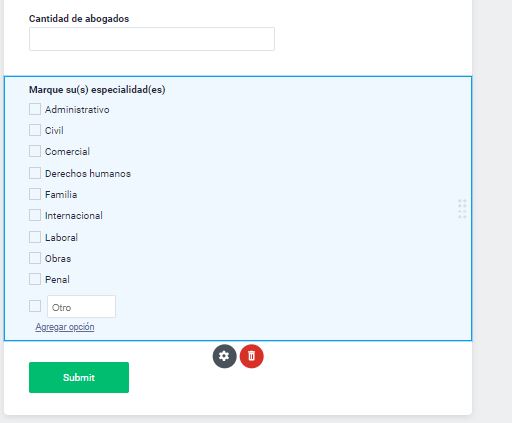 Cantidad de abogados
Marque su(s) especialidad(es)
Administrativo
Civil
Comercial
Derechos humanos
Familia
Internacional
Laboral
Obras
Penal
Otro
Agregar opción
Submit